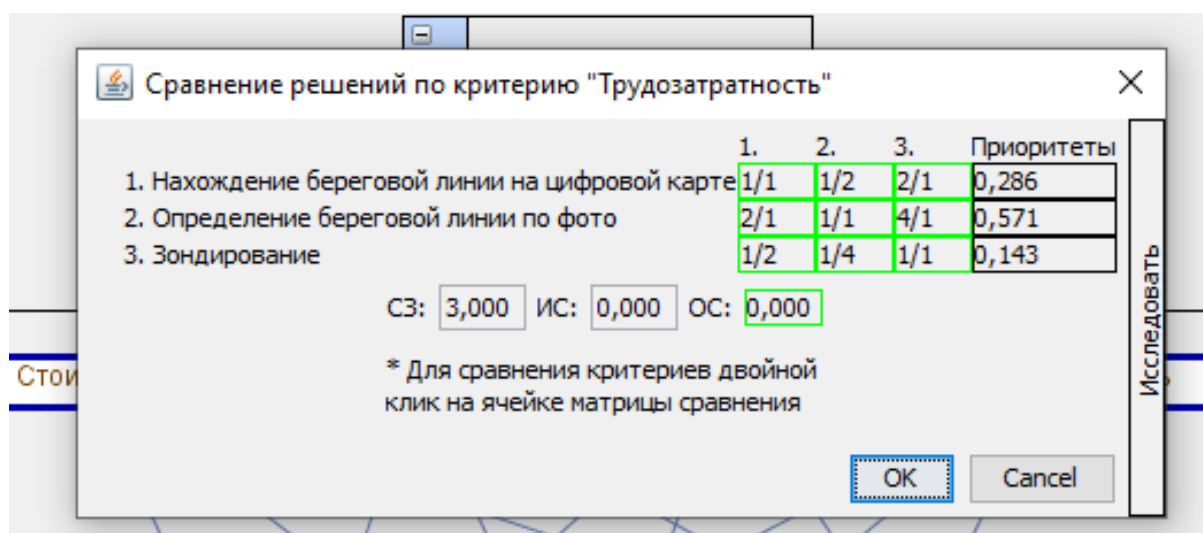 Сравнение решений по критерию "Трудозатратность"
1. 2. 3. Приоритеты
1. Нахождение береговой линии на цифровой карте 1/1 1/2 2/1 0,286
2. Определение береговой линии по фото 2/1 1/1 4/1 0,571
3. Зондирование 1/2 1/4 1/1 0,143
СЗ: 3,000 ИС: 0,000 ОС: 0,000
Исследовать
Стои
* Для сравнения критериев двойной
клик на ячейке матрицы сравнения
OK Cancel